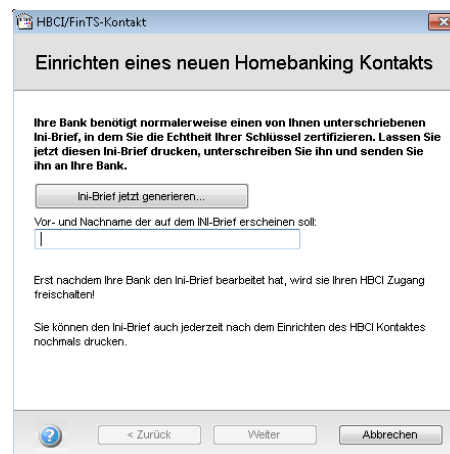 HBCI/FinTS-Kontakt
Einrichten eines neuen Homebanking Kontakts
Ihre Bank benötigt normalerweise einen von Ihnen unterschriebenen
Ini-Brief, in dem Sie die Echtheit Ihrer Schlüssel zertifizieren. Lassen Sie
jetzt diesen Ini-Brief drucken, unterschreiben Sie ihn und senden Sie
ihn an Ihre Bank.
Ini-Brief jetzt generieren...
Vor- und Nachname der auf dem INI-Brief erscheinen soll:
Erst nachdem Ihre Bank den Ini-Brief bearbeitet hat, wird sie Ihren HBCI Zugang
freischalten!
Sie können den Ini-Brief auch jederzeit nach dem Einrichten des HBCI Kontaktes
nochmals drucken.
< Zurück
Weiter
Abbrechen